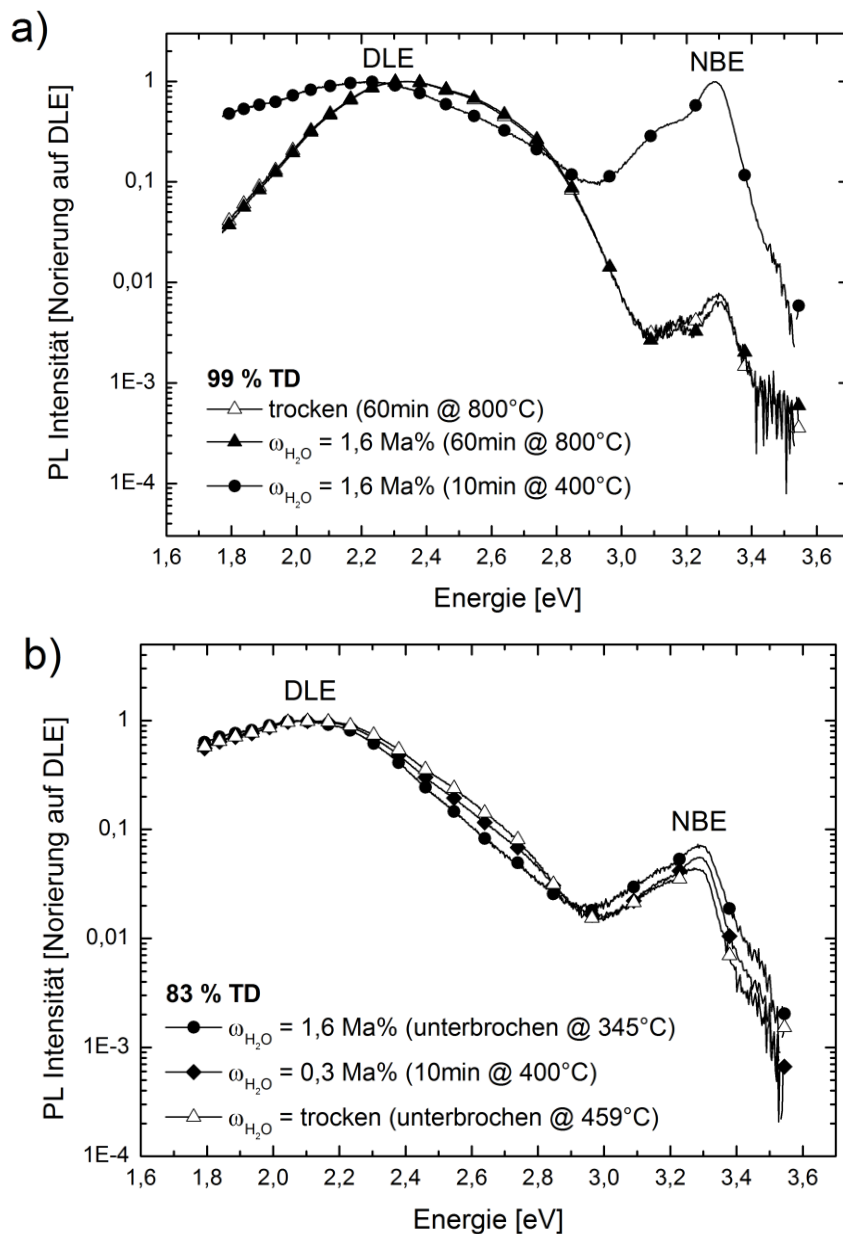 a)
DLE
NBE
PL Intensität [Norierung auf DLE]
1
0,1
0,01
1E-3
1E-4
99 % TD
trocken (60min @ 800°C)
ω_H₂O = 1,6 Ma% (60min @ 800°C)
ω_H₂O = 1,6 Ma% (10min @ 400°C)
1,6 1,8 2,0 2,2 2,4 2,6 2,8 3,0 3,2 3,4 3,6
Energie [eV]
b)
DLE
NBE
PL Intensität [Norierung auf DLE]
1
0,1
0,01
1E-3
1E-4
83 % TD
ω_H₂O = 1,6 Ma% (unterbrochen @ 345°C)
ω_H₂O = 0,3 Ma% (10min @ 400°C)
ω_H₂O = trocken (unterbrochen @ 459°C)
1,6 1,8 2,0 2,2 2,4 2,6 2,8 3,0 3,2 3,4 3,6
Energie [eV]